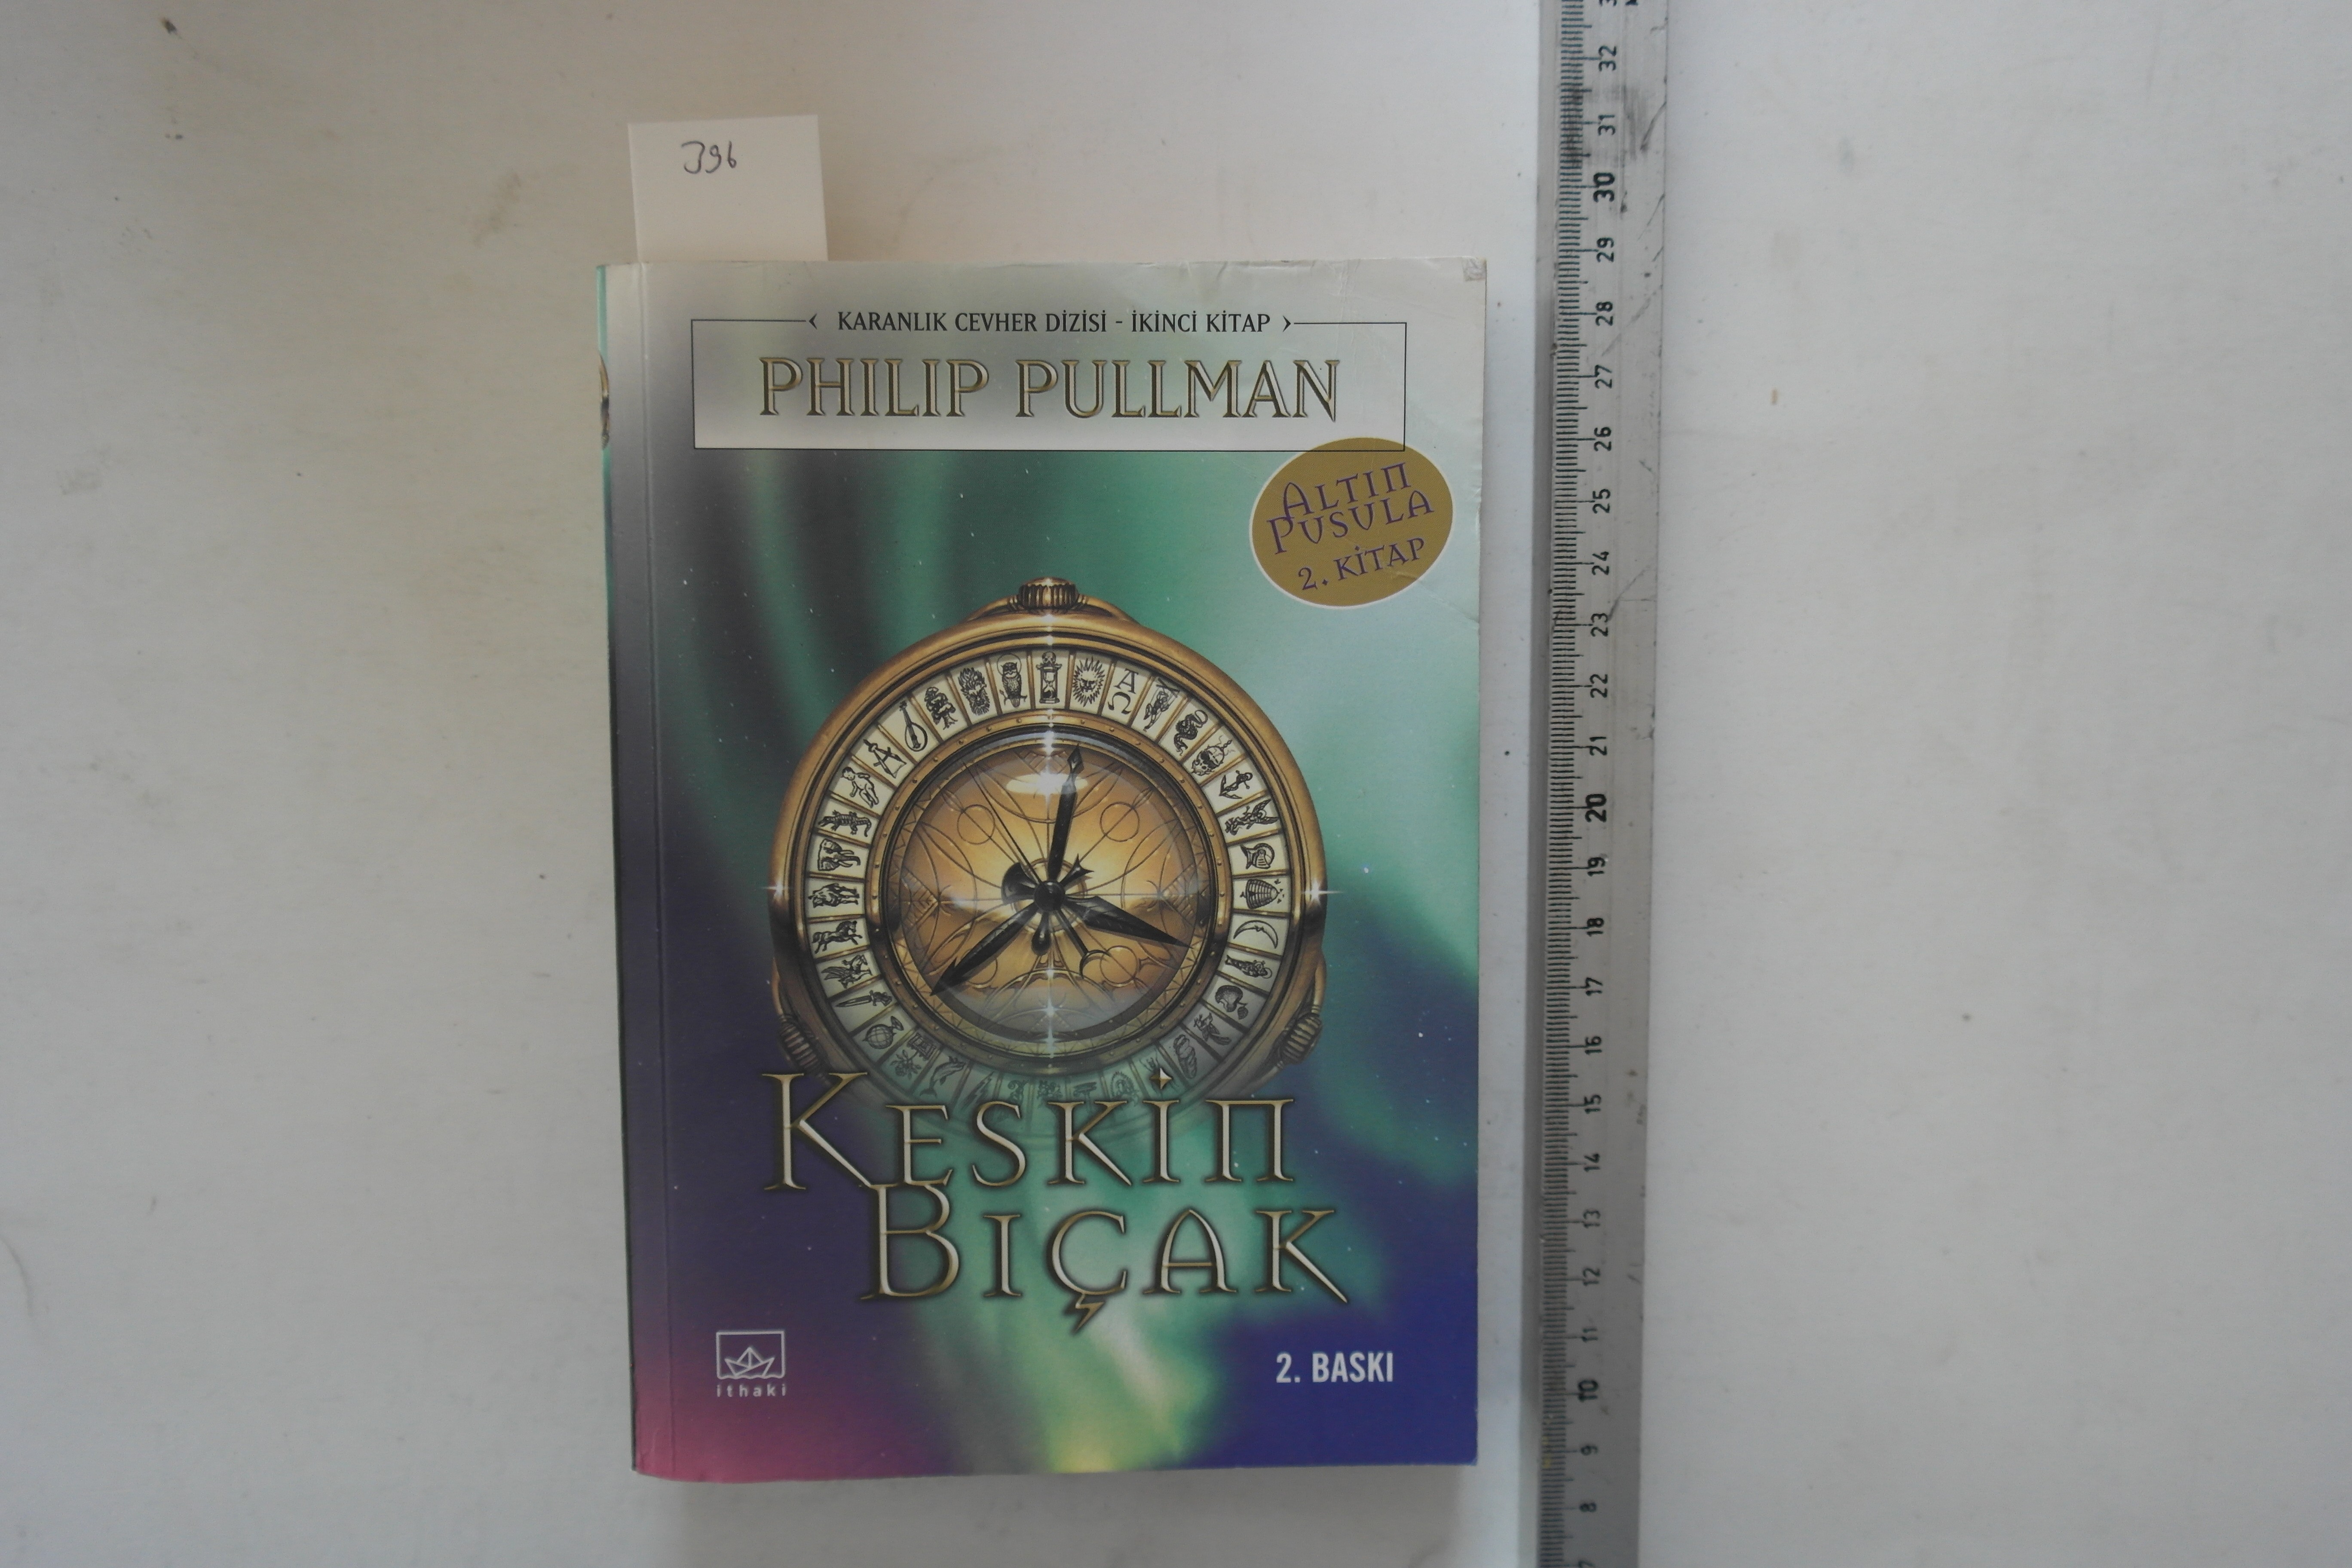 396
KARANLIK CEVHER DİZİSİ - İKİNCİ KİTAP
PHILIP PULLMAN
ALTIN
PUSULA
2. KİTAP
Α
Ω
KESKİN
BIÇAK
ithaki
2. BASKI
32
31
30
29
28
27
26
25
24
23
22
21
20
19
18
17
16
15
14
13
12
11
10
9
8